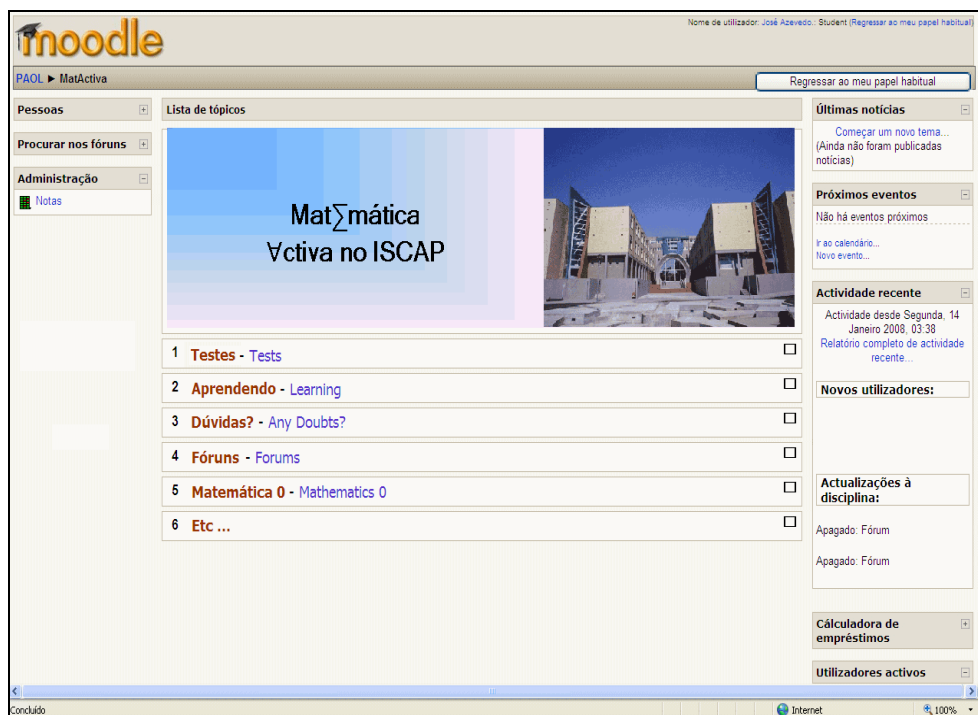 moodle
Nome de utilizador: José Azevedo.: Student (Regressar ao meu papel habitual)
PAOL ► MatActiva
Regressar ao meu papel habitual
Pessoas
Procurar nos fóruns
Administração
Notas
Lista de tópicos
Mat∑mática
∀ctiva no ISCAP
1 Testes - Tests
2 Aprendendo - Learning
3 Dúvidas? - Any Doubts?
4 Fóruns - Forums
5 Matemática 0 - Mathematics 0
6 Etc ...
Últimas notícias
Começar um novo tema...
(Ainda não foram publicadas
notícias)
Próximos eventos
Não há eventos próximos
Ir ao calendário...
Novo evento...
Actividade recente
Actividade desde Segunda, 14
Janeiro 2008, 03:38
Relatório completo de actividade
recente...
Novos utilizadores:
Actualizações à
disciplina:
Apagado: Fórum
Apagado: Fórum
Cálculadora de
empréstimos
Utilizadores activos
Concluído
Internet
100%